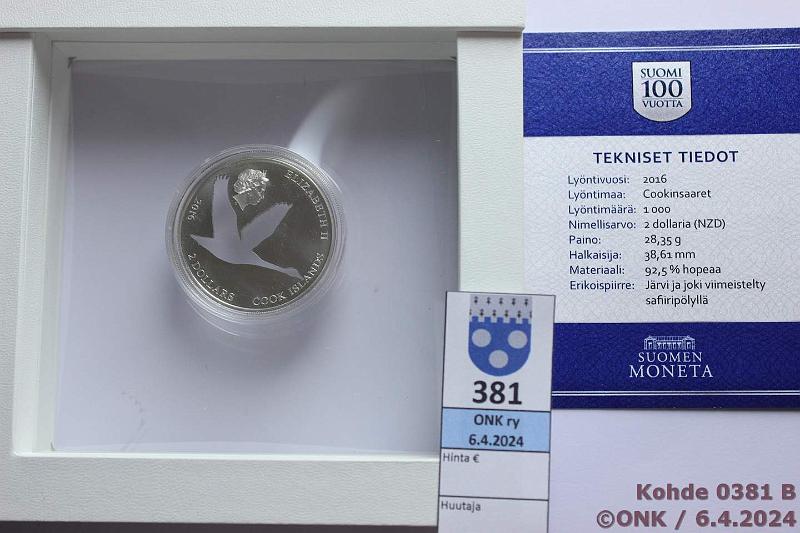 ELIZABETH II
2016
2 DOLLARS
COOK ISLANDS
SUOMI
100
VUOTTA
TEKNISET TIEDOT
Lyöntivuosi: 2016
Lyöntimaa: Cookinsaaret
Lyöntimäärä: 1 000
Nimellisarvo: 2 dollaria (NZD)
Paino: 28,35 g
Halkaisija: 38,61 mm
Materiaali: 92,5 % hopeaa
Erikoispiirre: Järvi ja joki viimeistelty
safiiripölyllä
SUOMEN
MONETA
381
ONK ry
6.4.2024
Hinta €
Huutaja
Kohde 0381 B
©ONK / 6.4.2024